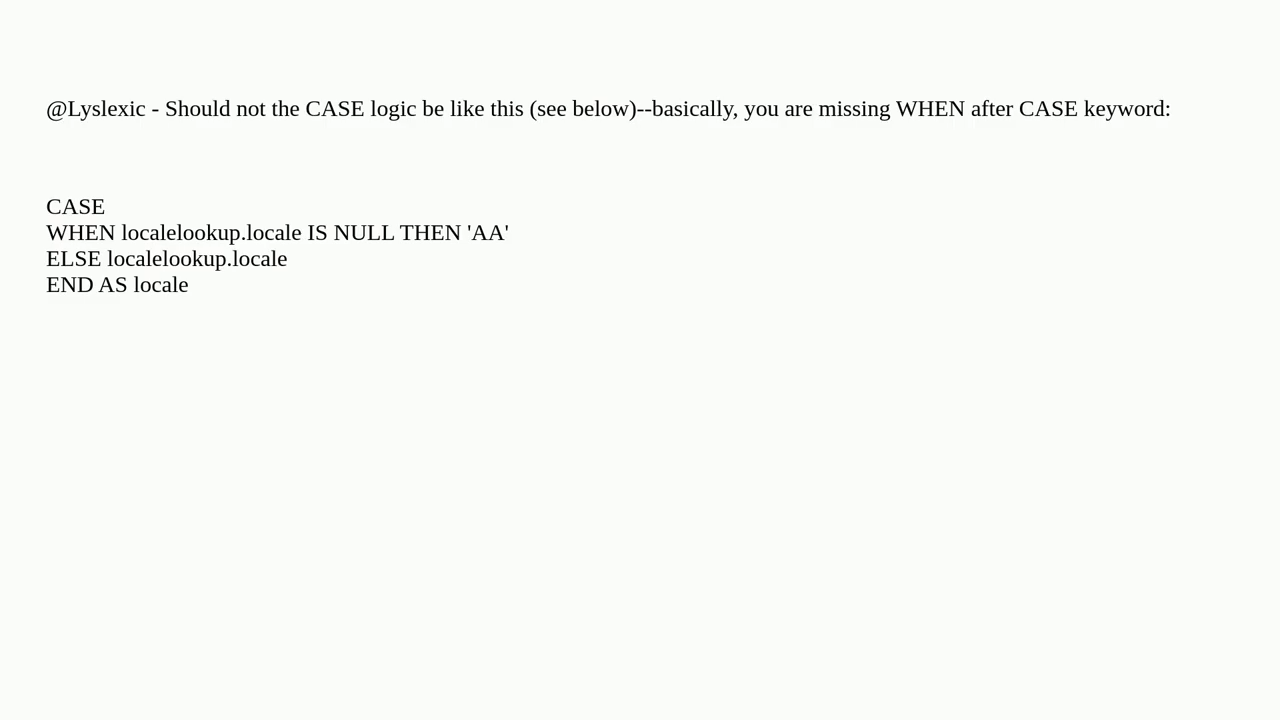 @Lyslexic - Should not the CASE logic be like this (see below)--basically, you are missing WHEN after CASE keyword:
CASE
WHEN localelookup.locale IS NULL THEN 'AA'
ELSE localelookup.locale
END AS locale